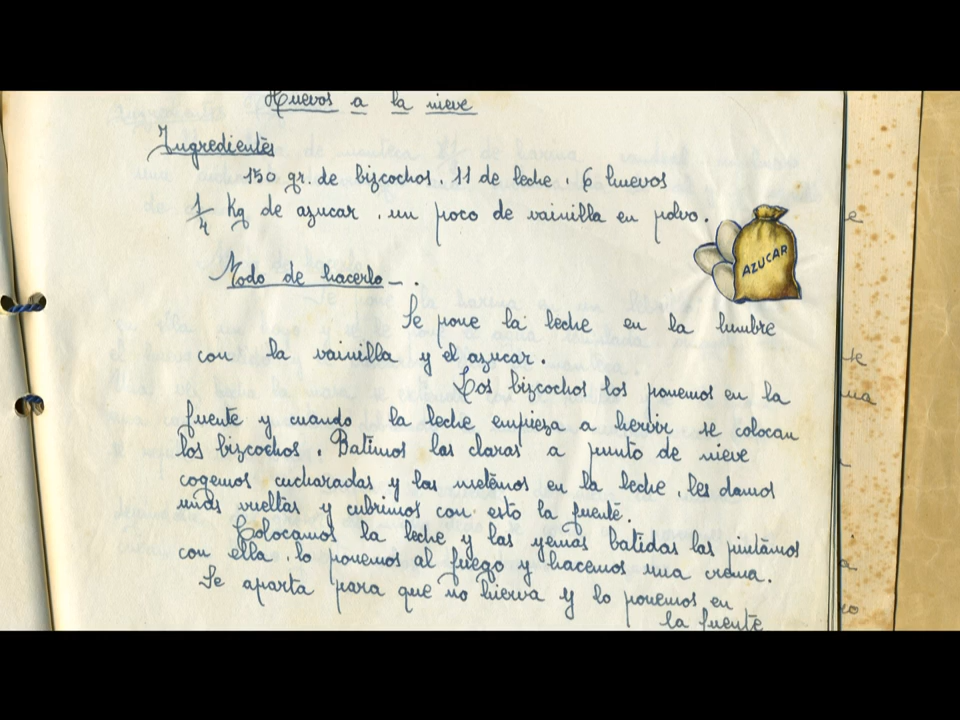 Huevos a la nieve
Ingredientes
150 gr. de bizcochos. 1l de leche. 6 huevos
1/4 Kg de azucar. un poco de vainilla en polvo.
AZUCAR
Modo de hacerlo-.
Se pone la leche en la lumbre
con la vainilla y el azucar.
Los bizcochos los ponemos en la
fuente y cuando la leche empieza a hervir se colocan
los bizcochos. Batimos las claras a punto de nieve
cogemos cucharadas y las metemos en la leche, les damos
unas vueltas y cubrimos con esto la fuente.
Colocamos la leche y las yemas batidas las juntamos
con ella, lo ponemos al fuego y hacemos una crema.
Se aparta para que no hierva y lo ponemos en
la fuente